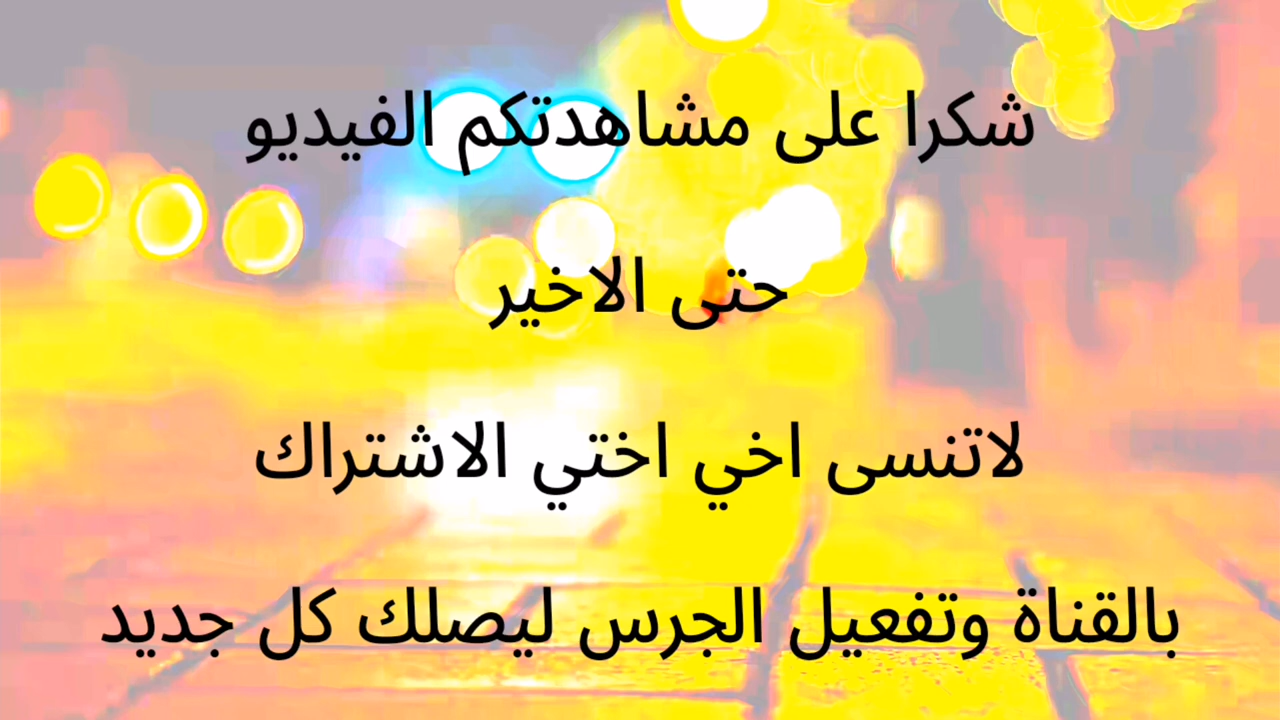 شكرا على مشاهدتكم الفيديو
حتى الاخير
لاتنسى اخي اختي الاشتراك
بالقناة وتفعيل الجرس ليصلك كل جديد